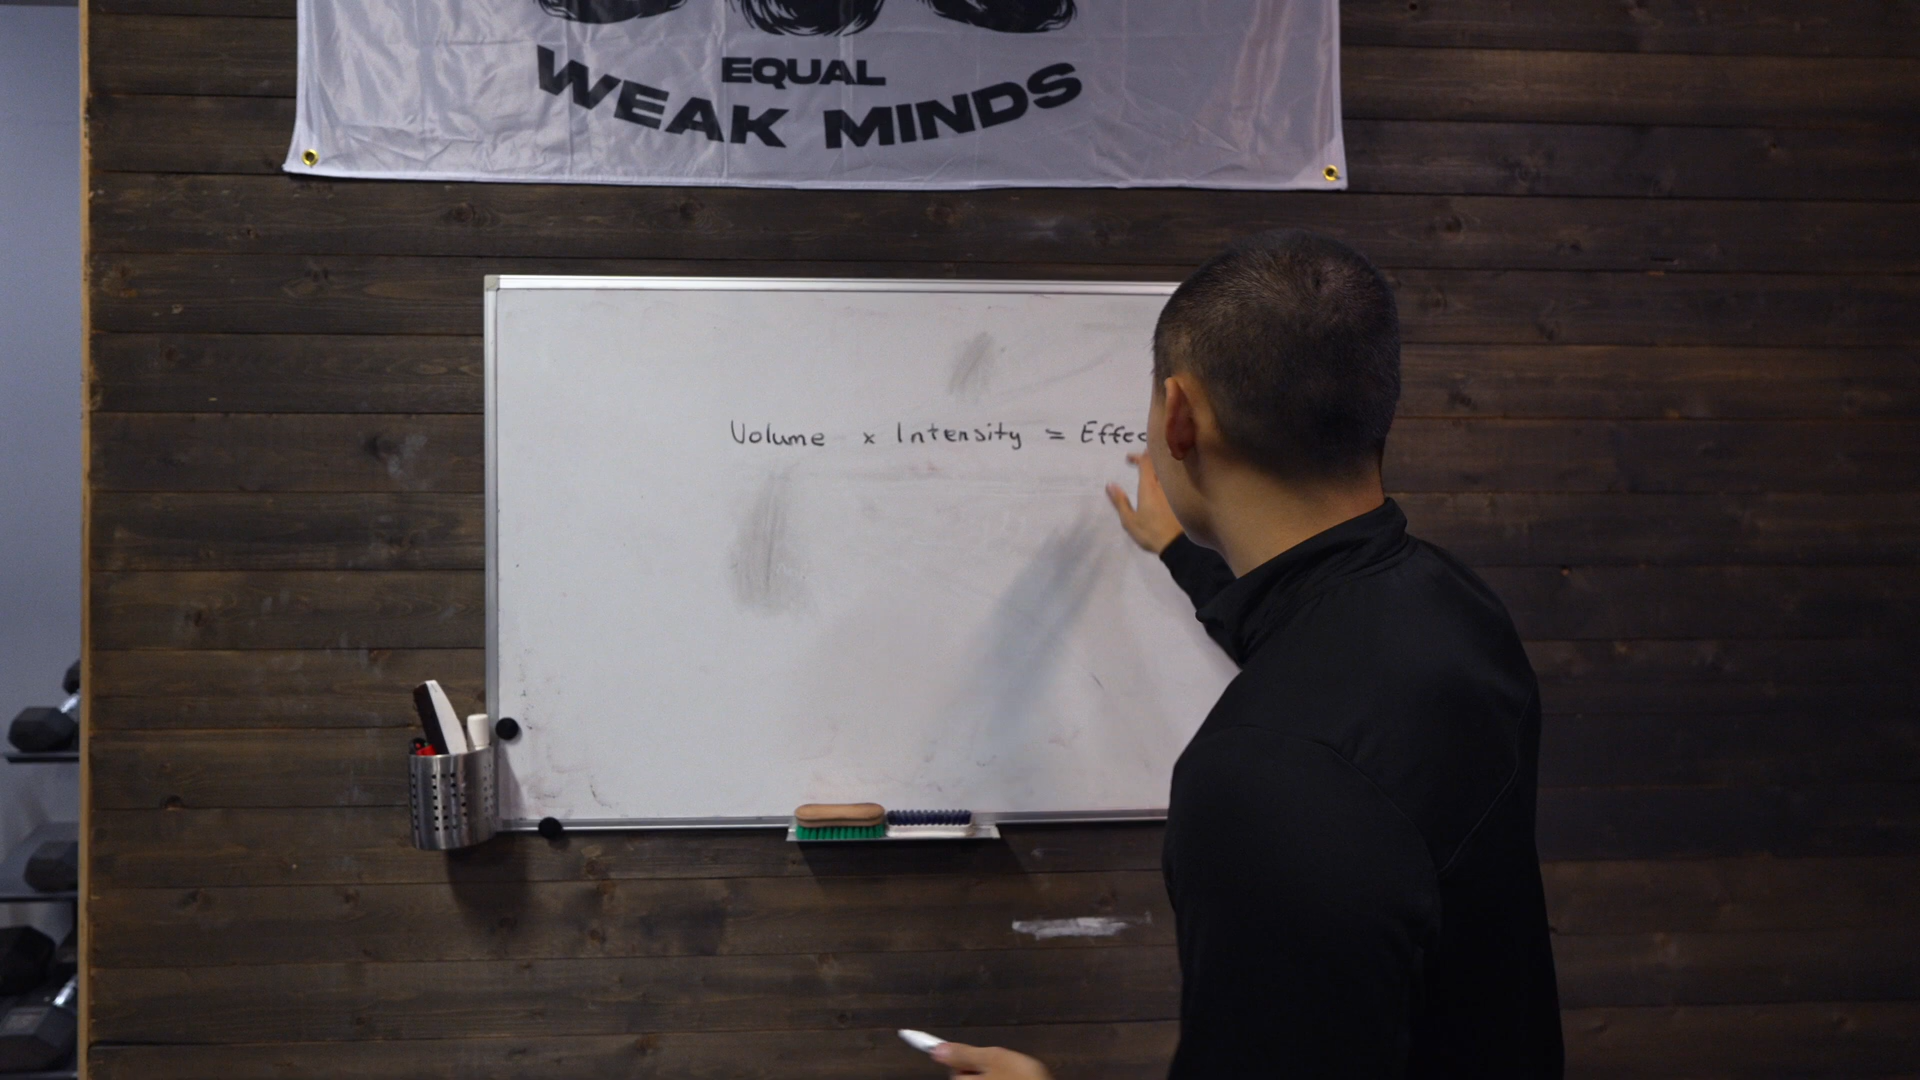 EQUAL
WEAK MINDS
Volume x Intensity = Effec